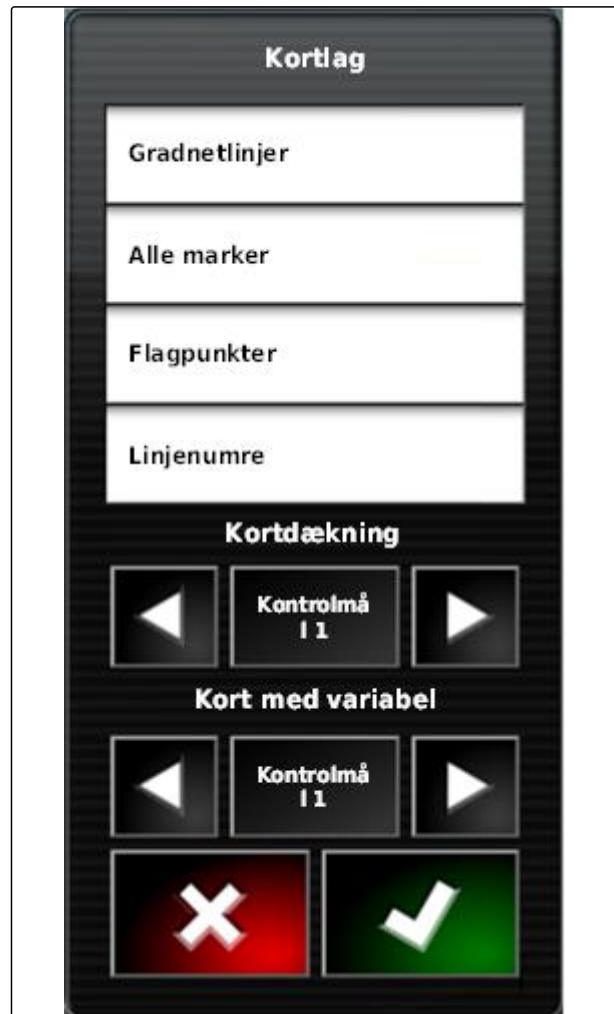 Kortlag
Gradnetlinjer
Alle marker
Flagpunkter
Linjenumre
Kortdækning
Kontrolmå
l 1
Kort med variabel
Kontrolmå
l 1